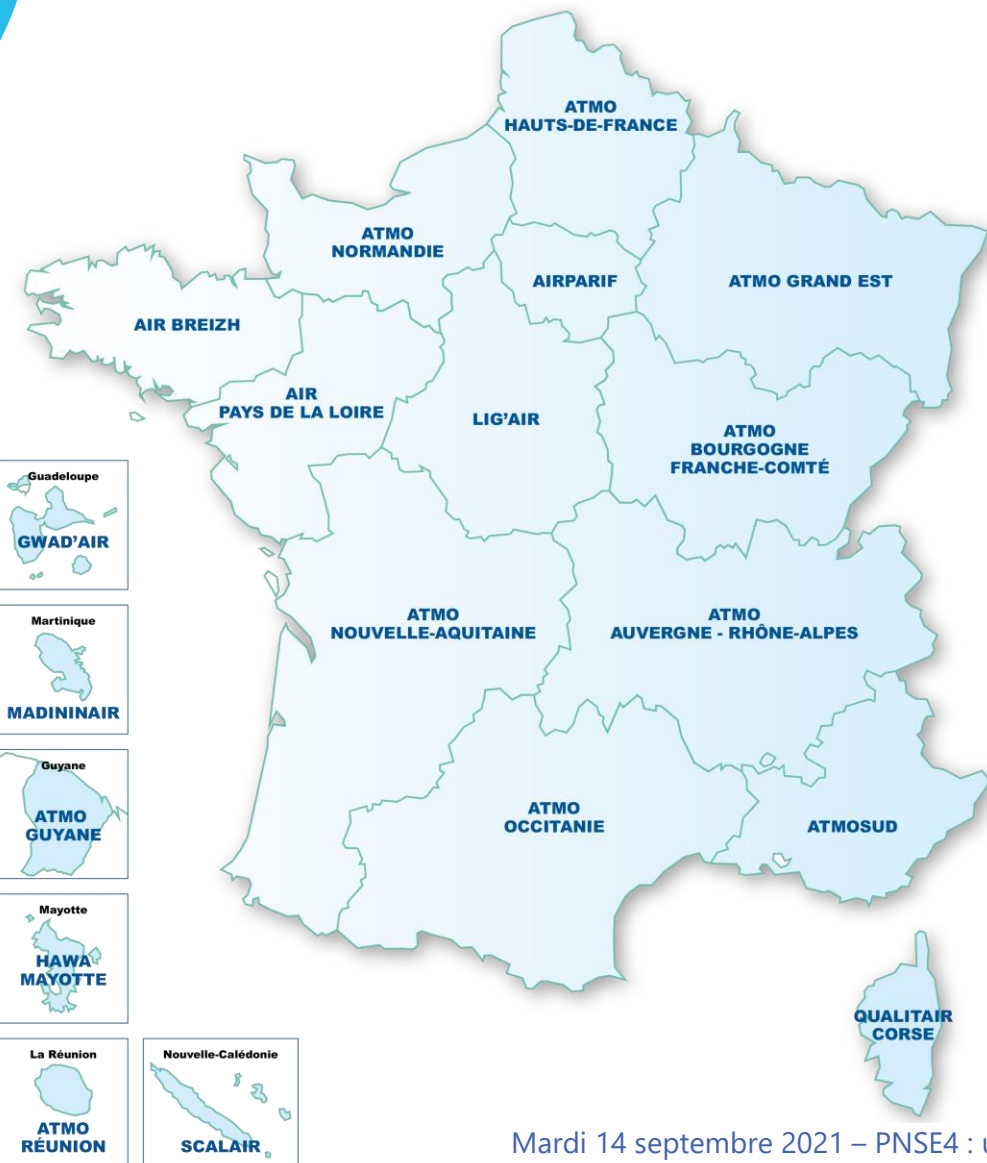 ATMO
HAUTS-DE-FRANCE
ATMO
NORMANDIE
AIRPARIF
ATMO GRAND EST
AIR BREIZH
AIR
PAYS DE LA LOIRE
LIG'AIR
ATMO
BOURGOGNE
FRANCHE-COMTÉ
Guadeloupe
GWAD'AIR
Martinique
MADININAIR
ATMO
NOUVELLE-AQUITAINE
ATMO
AUVERGNE - RHÔNE-ALPES
Guyane
ATMO
GUYANE
ATMO
OCCITANIE
ATMOSUD
Mayotte
HAWA
MAYOTTE
QUALITAIR
CORSE
La Réunion
ATMO
RÉUNION
Nouvelle-Calédonie
SCALAIR
Mardi 14 septembre 2021 – PNSE4 :